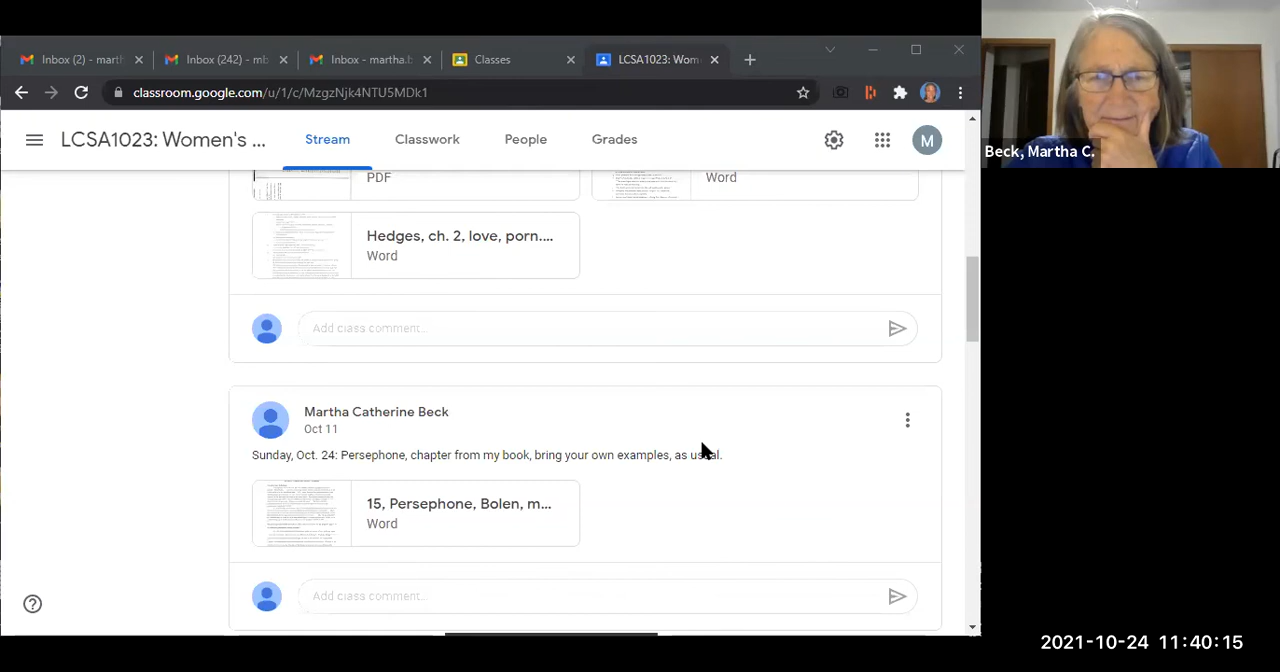 Inbox (2) - mart
Inbox (242) - mb
Inbox - martha.b
Classes
LCSA1023: Wom
classroom.google.com/u/1/c/MzgzNjk4NTU5MDk1
LCSA1023: Women's ...
Stream
Classwork
People
Grades
M
Beck, Martha C.
PDF
Word
Hedges, ch. 2, love, porn....
Word
Add class comment...
Martha Catherine Beck
Oct 11
Sunday, Oct. 24: Persephone, chapter from my book, bring your own examples, as usual.
15, Persephone, Bolen, m...
Word
Add class comment...
2021-10-24 11:40:15